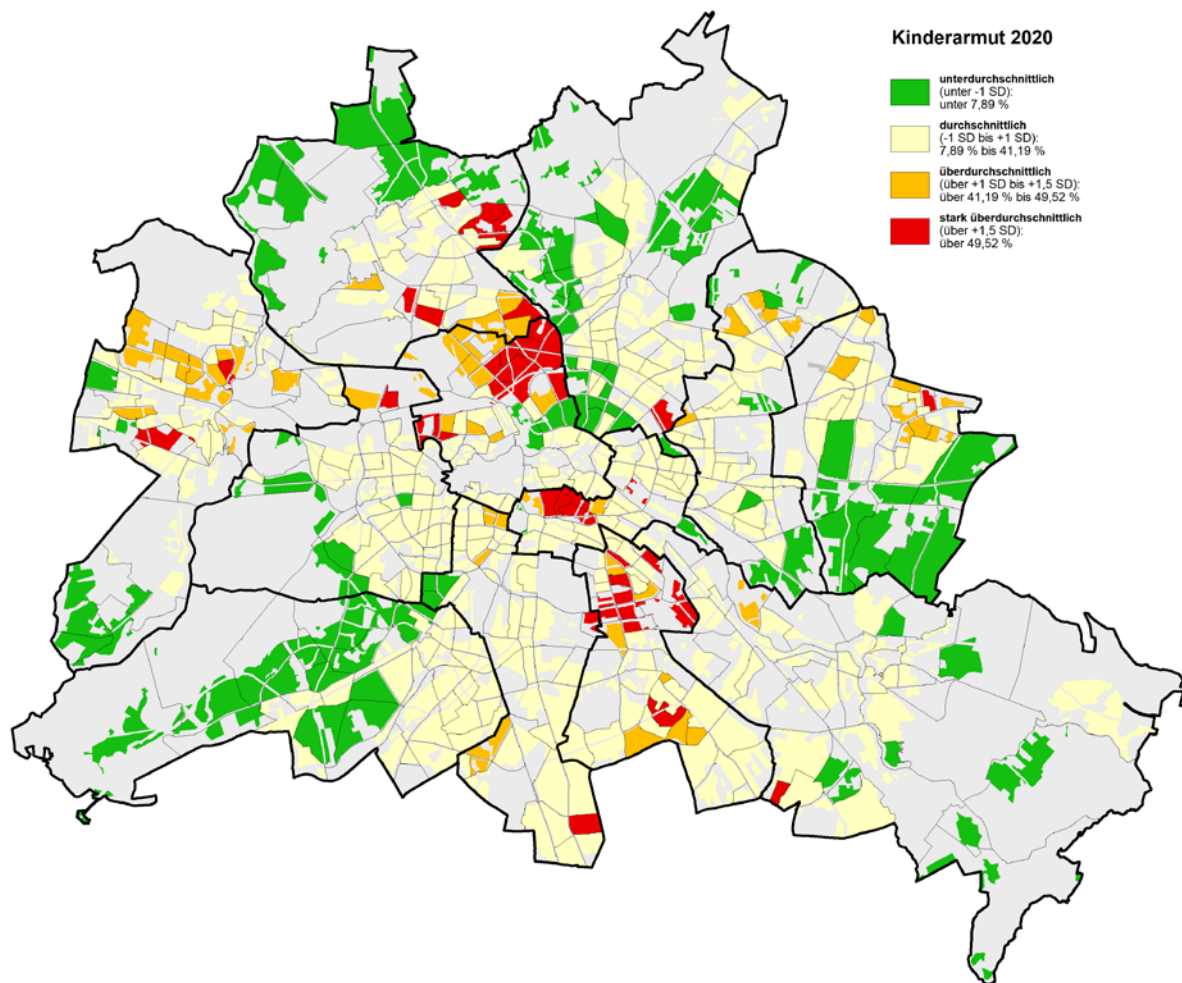 Kinderarmut 2020
unterdurchschnittlich
(unter -1 SD):
unter 7,89 %
durchschnittlich
(-1 SD bis +1 SD):
7,89 % bis 41,19 %
überdurchschnittlich
(über +1 SD bis +1,5 SD):
über 41,19 % bis 49,52 %
stark überdurchschnittlich
(über +1,5 SD):
über 49,52 %